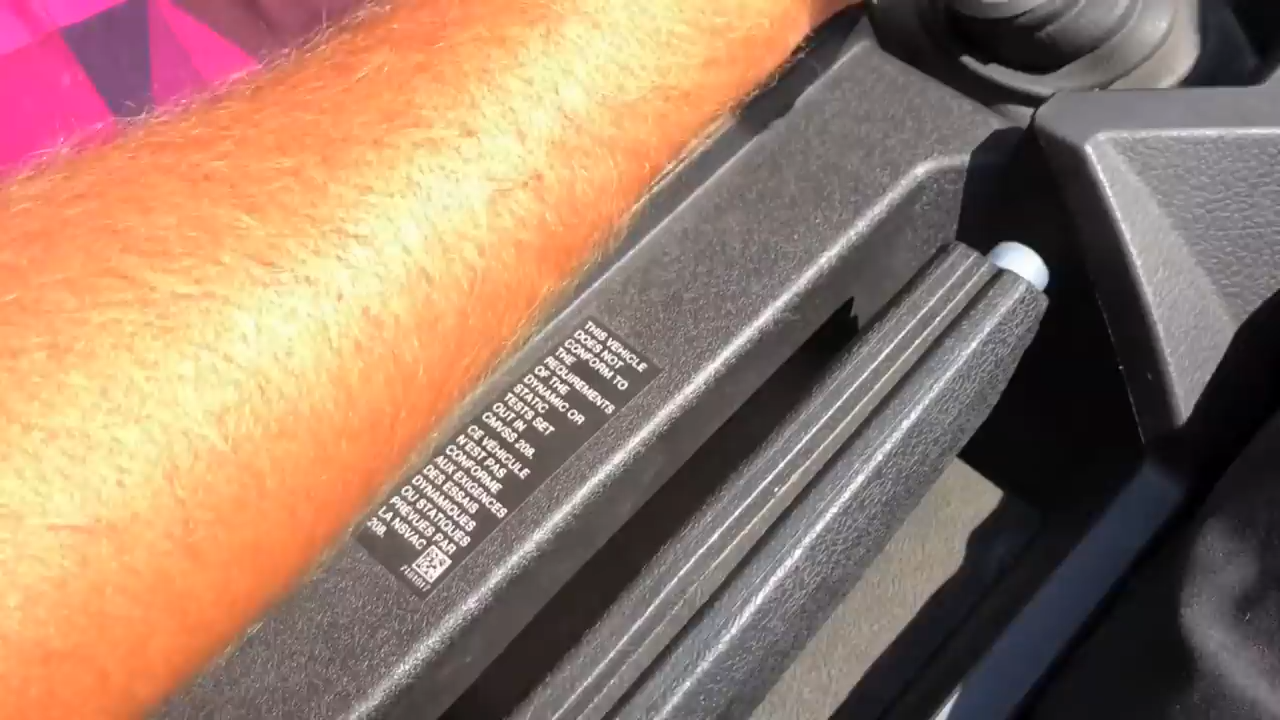 THIS VEHICLE
DOES NOT
CONFORM TO
THE
REQUIREMENTS
OF THE
DYNAMIC OR
STATIC
TESTS SET
OUT IN
CMVSS 208.
CE VÉHICULE
N'EST PAS
CONFORME
AUX EXIGENCES
DES ESSAIS
DYNAMIQUES
OU STATIQUES
PREVUES PAR
LA NSVAC
208.